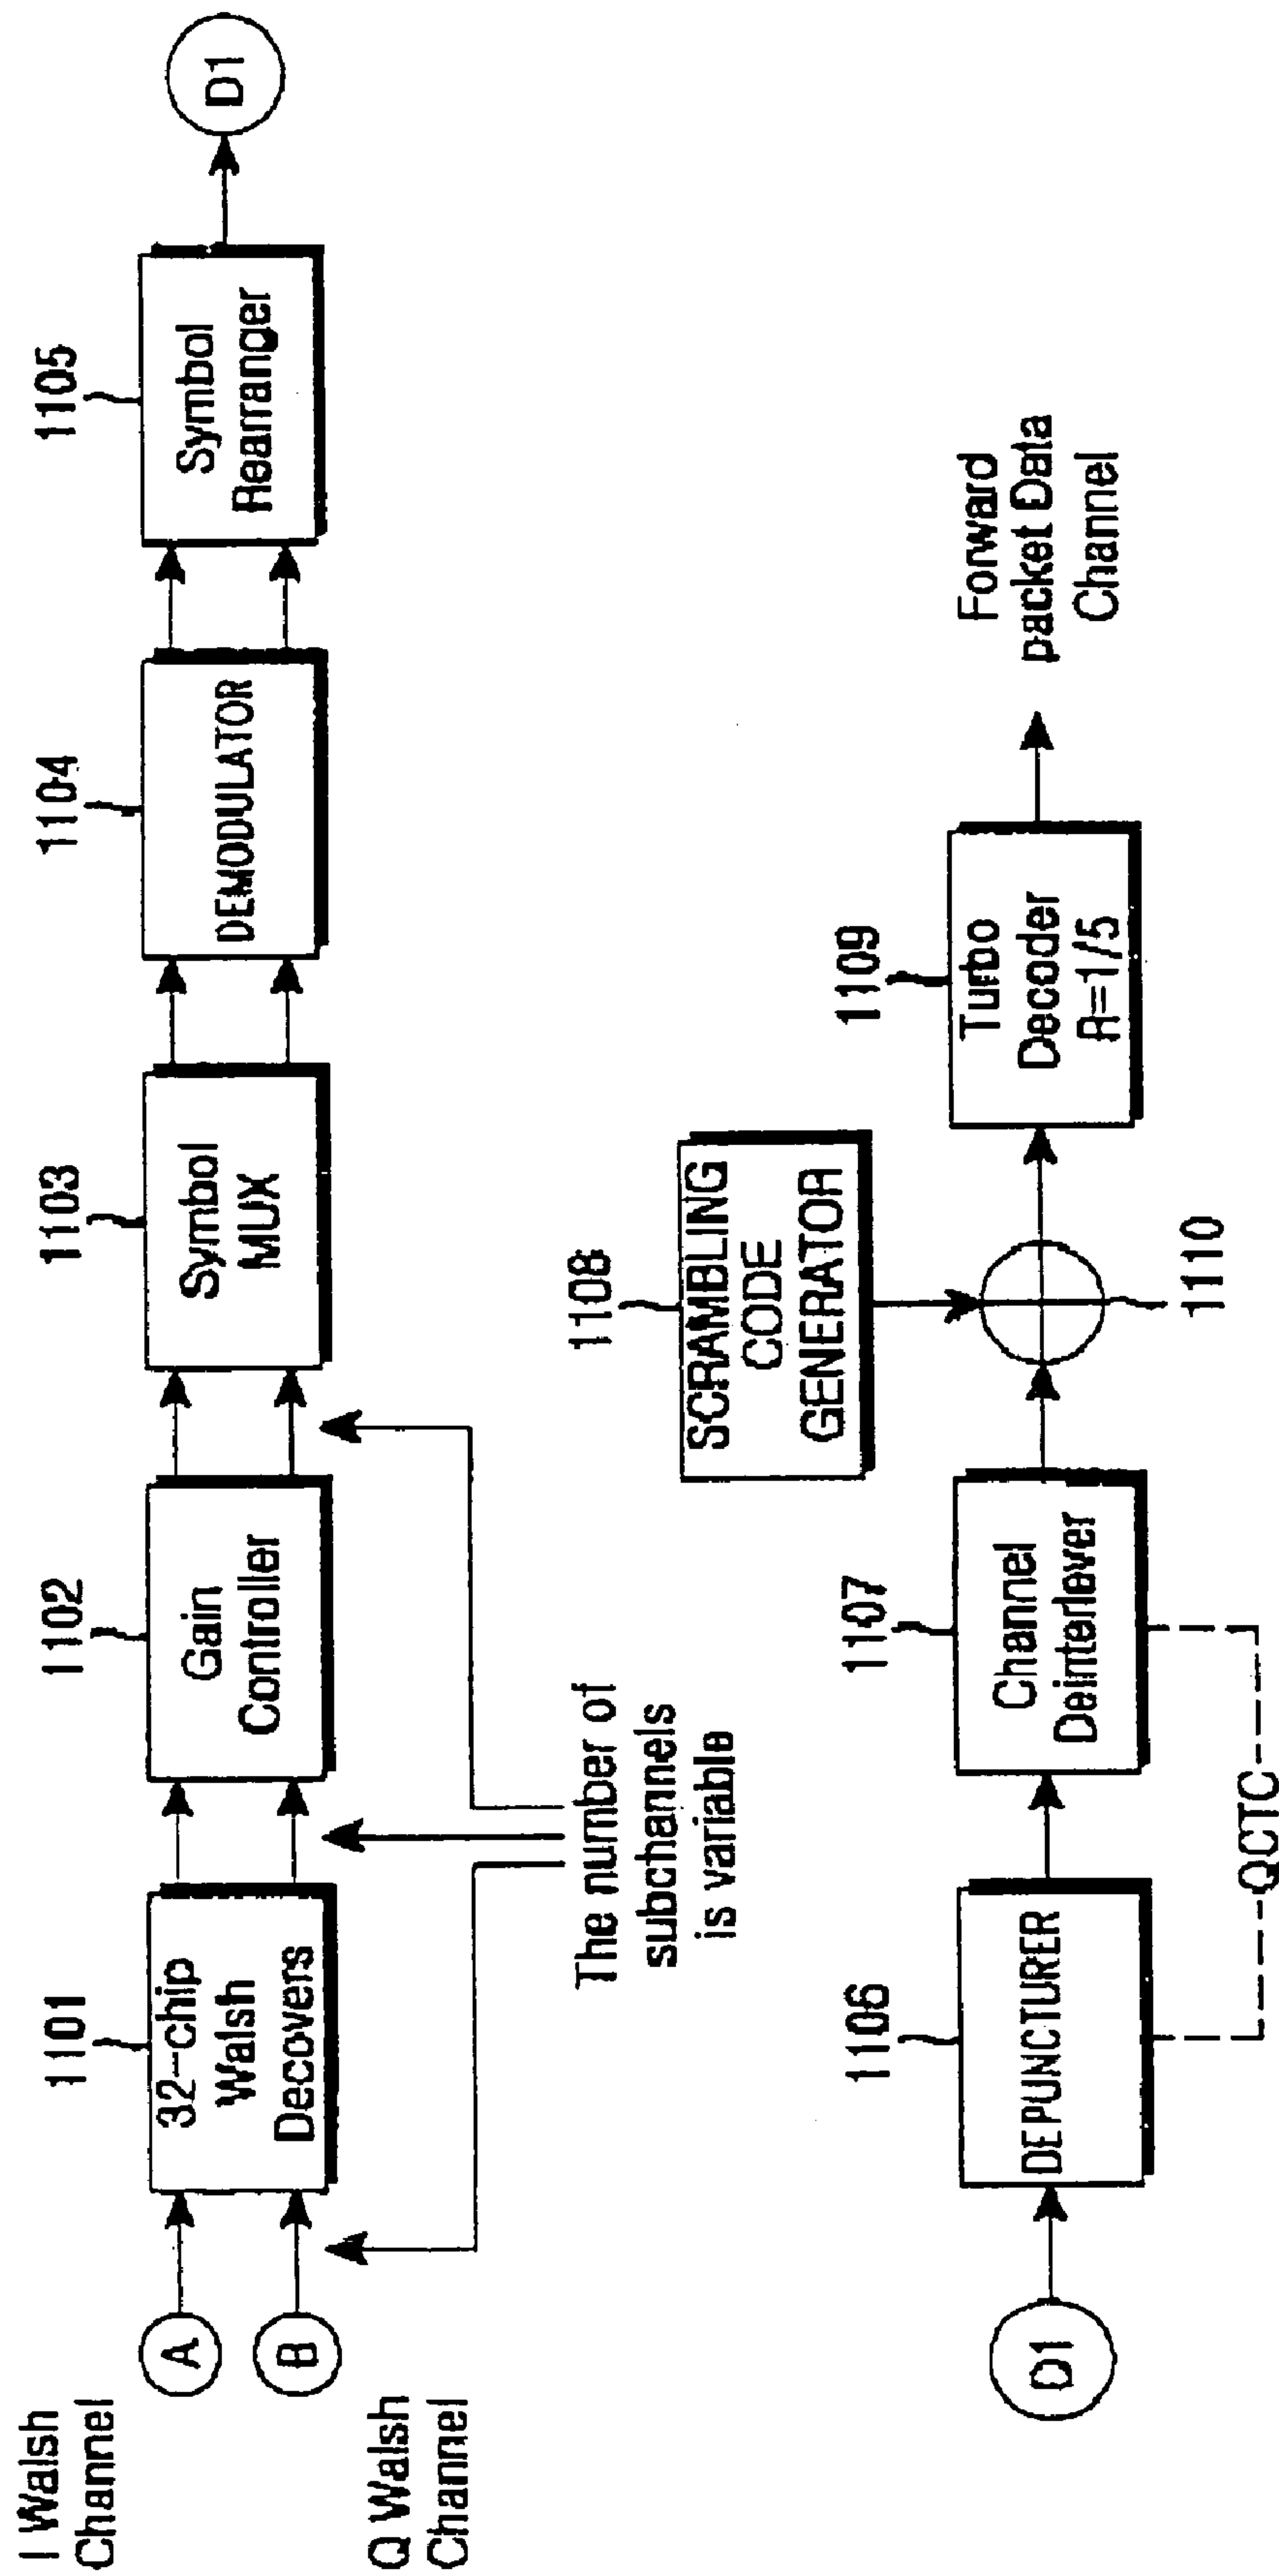 I Walsh
Channel
A
Q Walsh
Channel
B
1101
32-chip
Walsh
Decovers
1102
Gain
Controller
1103
Symbol
MUX
1104
DEMODULATOR
1105
Symbol
Rearranger
D1
The number of
subchannels
is variable
D1
1106
DEPUNCTURER
QCTC
1107
Channel
Deinterlever
1108
SCRAMBLING
CODE
GENERATOR
1110
1109
Turbo
Decoder
R=1/5
Forward
packet Data
Channel